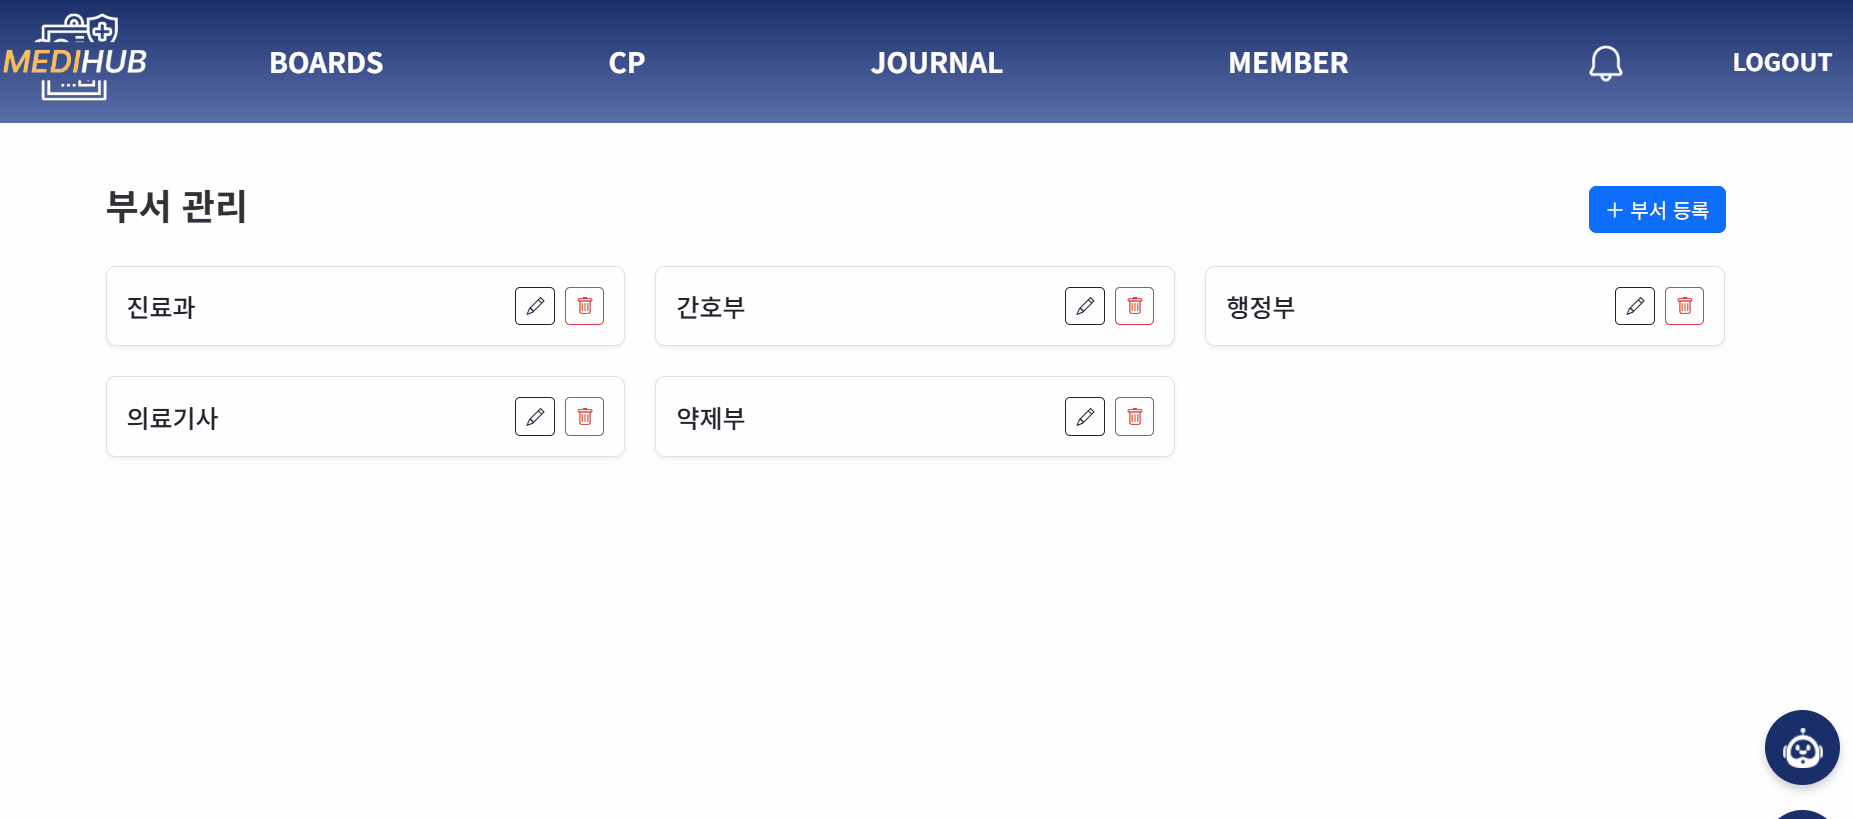 MEDIHUB
BOARDS CP JOURNAL MEMBER LOGOUT
부서 관리
+ 부서 등록
진료과
간호부
행정부
의료기사
약제부